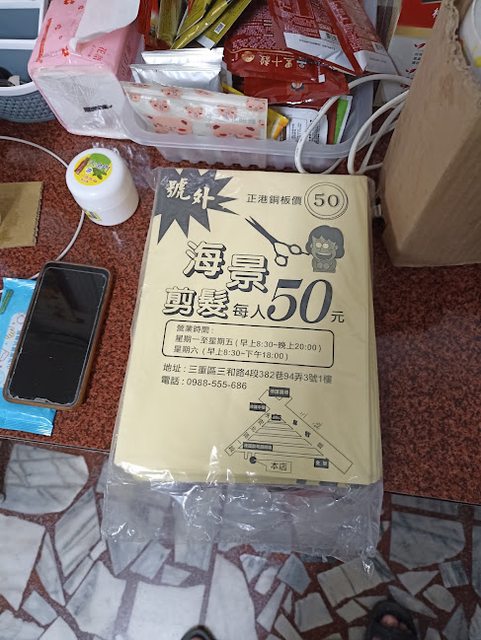 號外
正港銅板價 50
海景
剪髮 每人50元
營業時間：
星期一至星期五(早上8:30~晚上20:00)
星期六 (早上8:30~下午18:00)
地址：三重區三和路4段382巷94弄3號1樓
電話：0988-555-686
本店